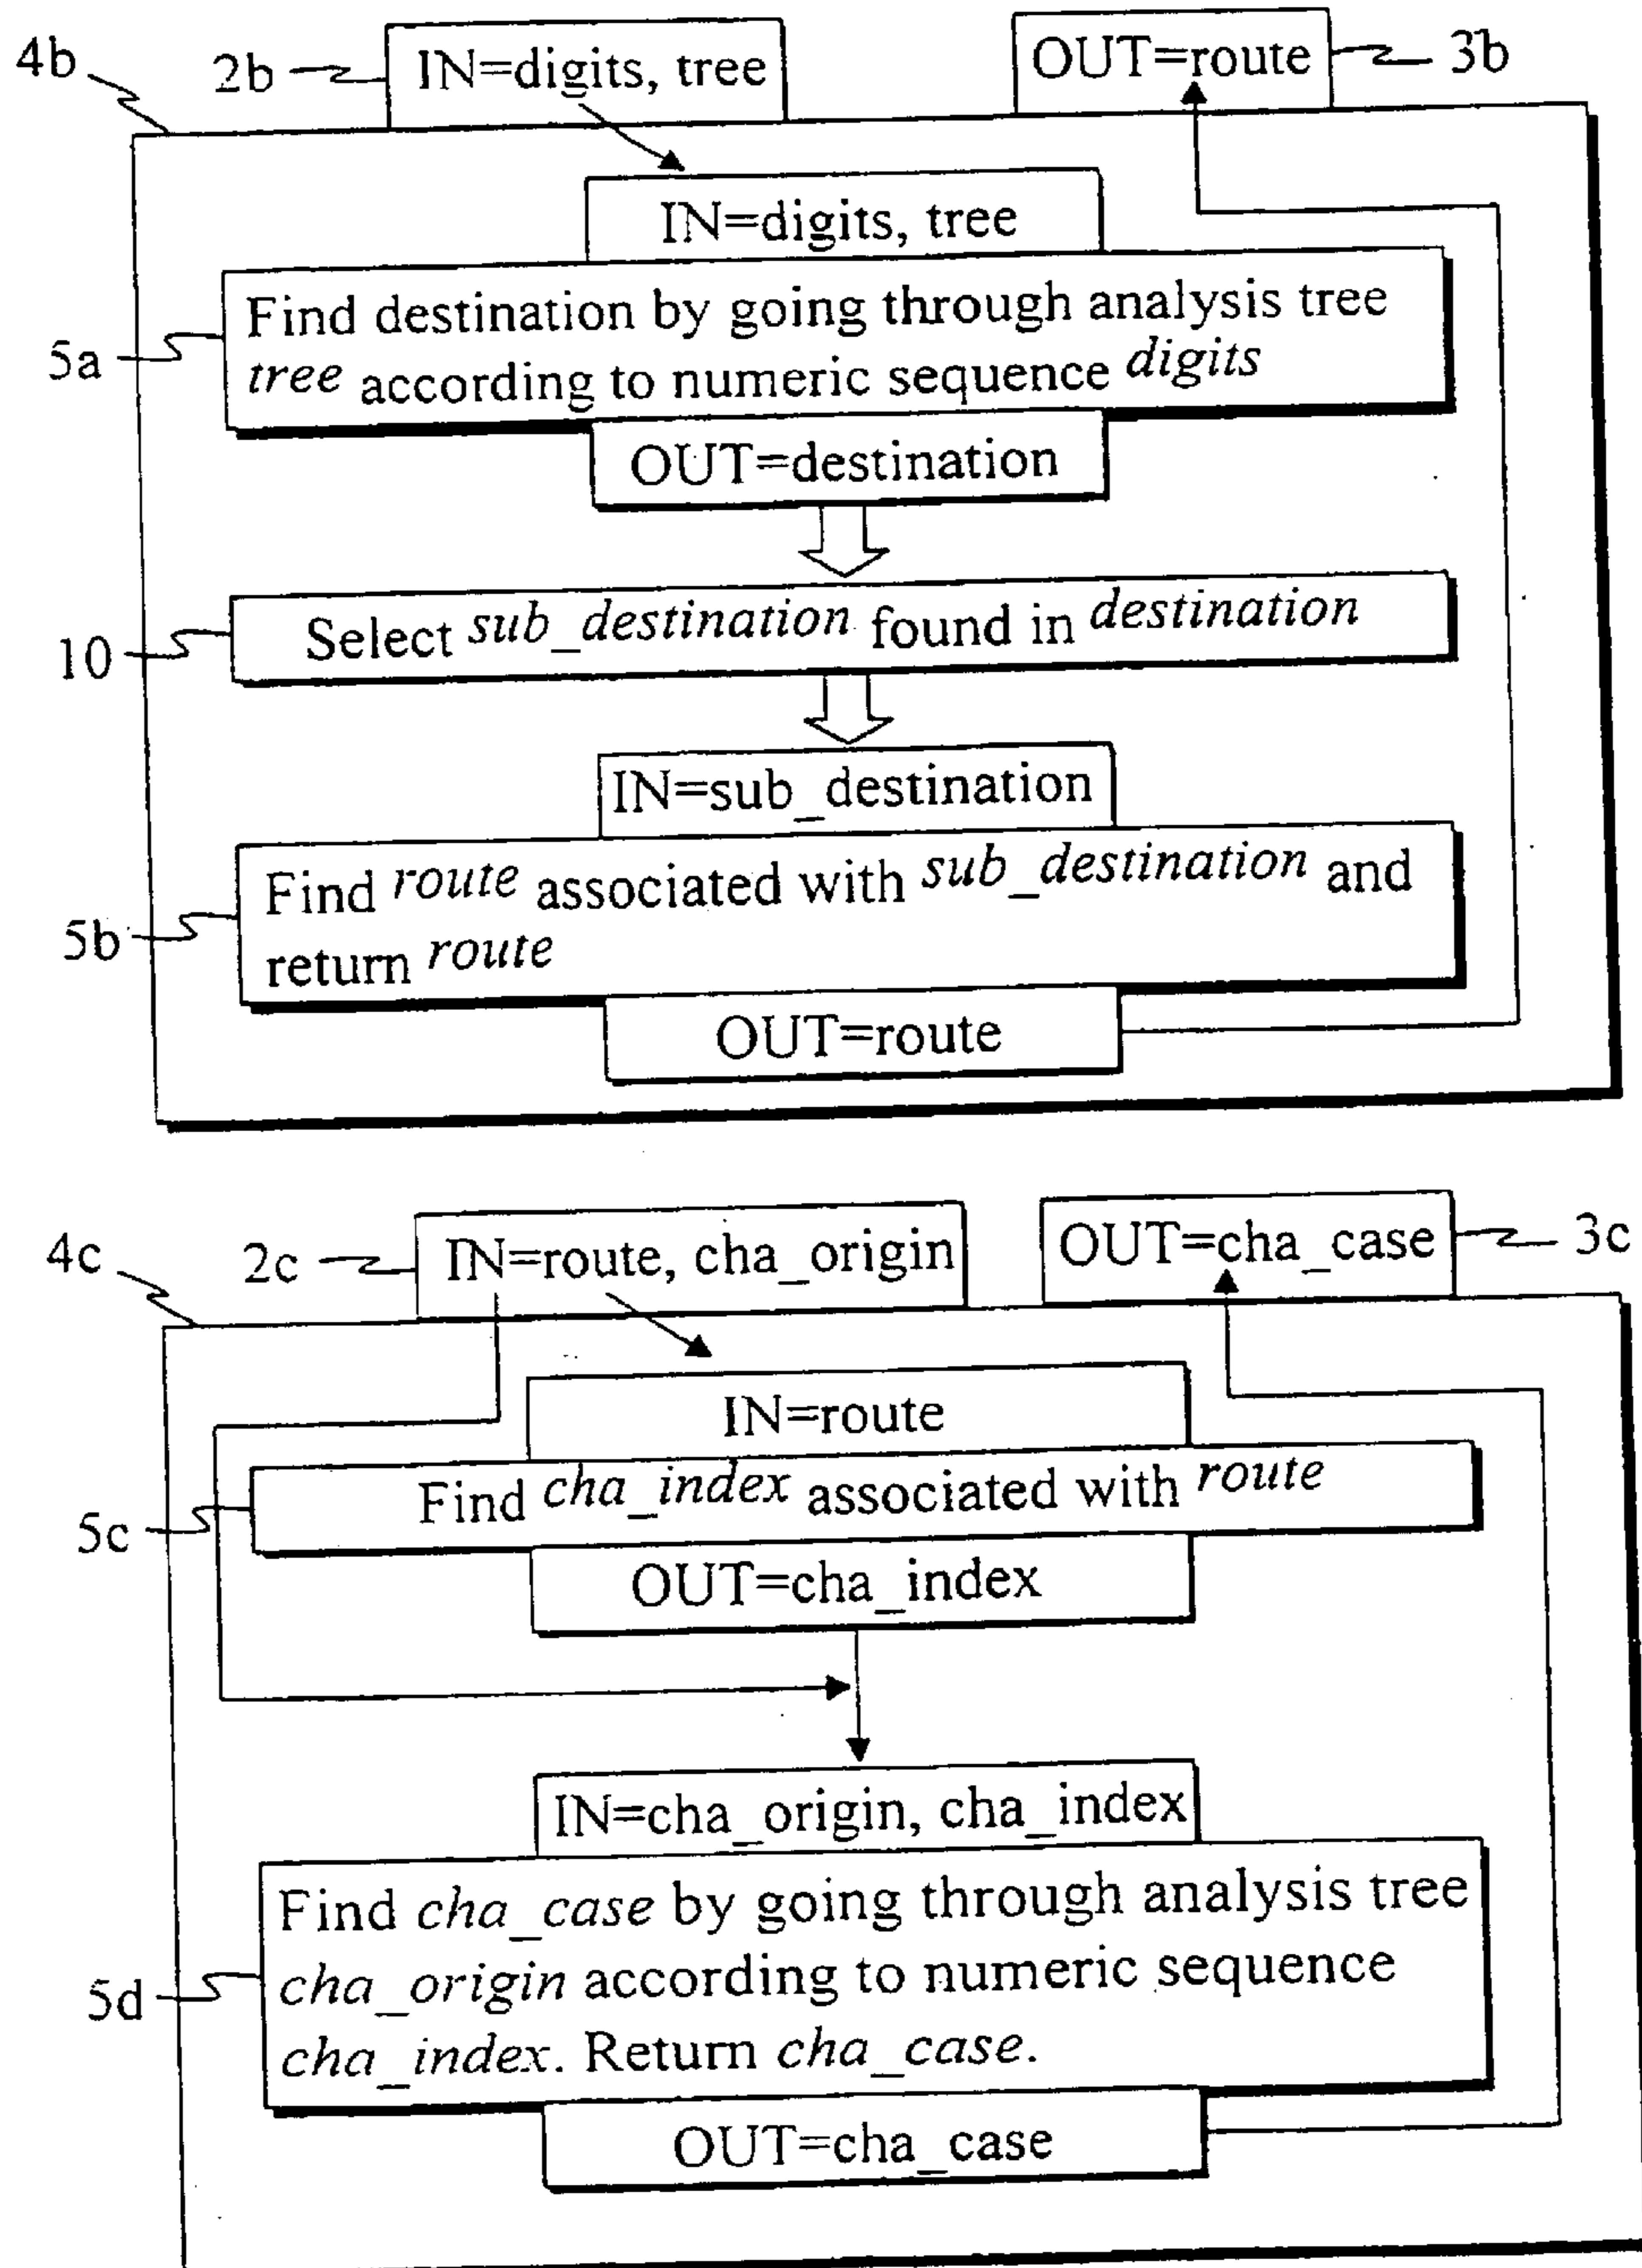 4b
2b
IN=digits, tree
OUT=route
3b
IN=digits, tree
5a
Find destination by going through analysis tree
tree according to numeric sequence digits
OUT=destination
10
Select sub_destination found in destination
IN=sub_destination
5b
Find route associated with sub_destination and
return route
OUT=route
4c
2c
IN=route, cha_origin
OUT=cha_case
3c
IN=route
5c
Find cha_index associated with route
OUT=cha_index
IN=cha_origin, cha_index
5d
Find cha_case by going through analysis tree
cha_origin according to numeric sequence
cha_index. Return cha_case.
OUT=cha_case